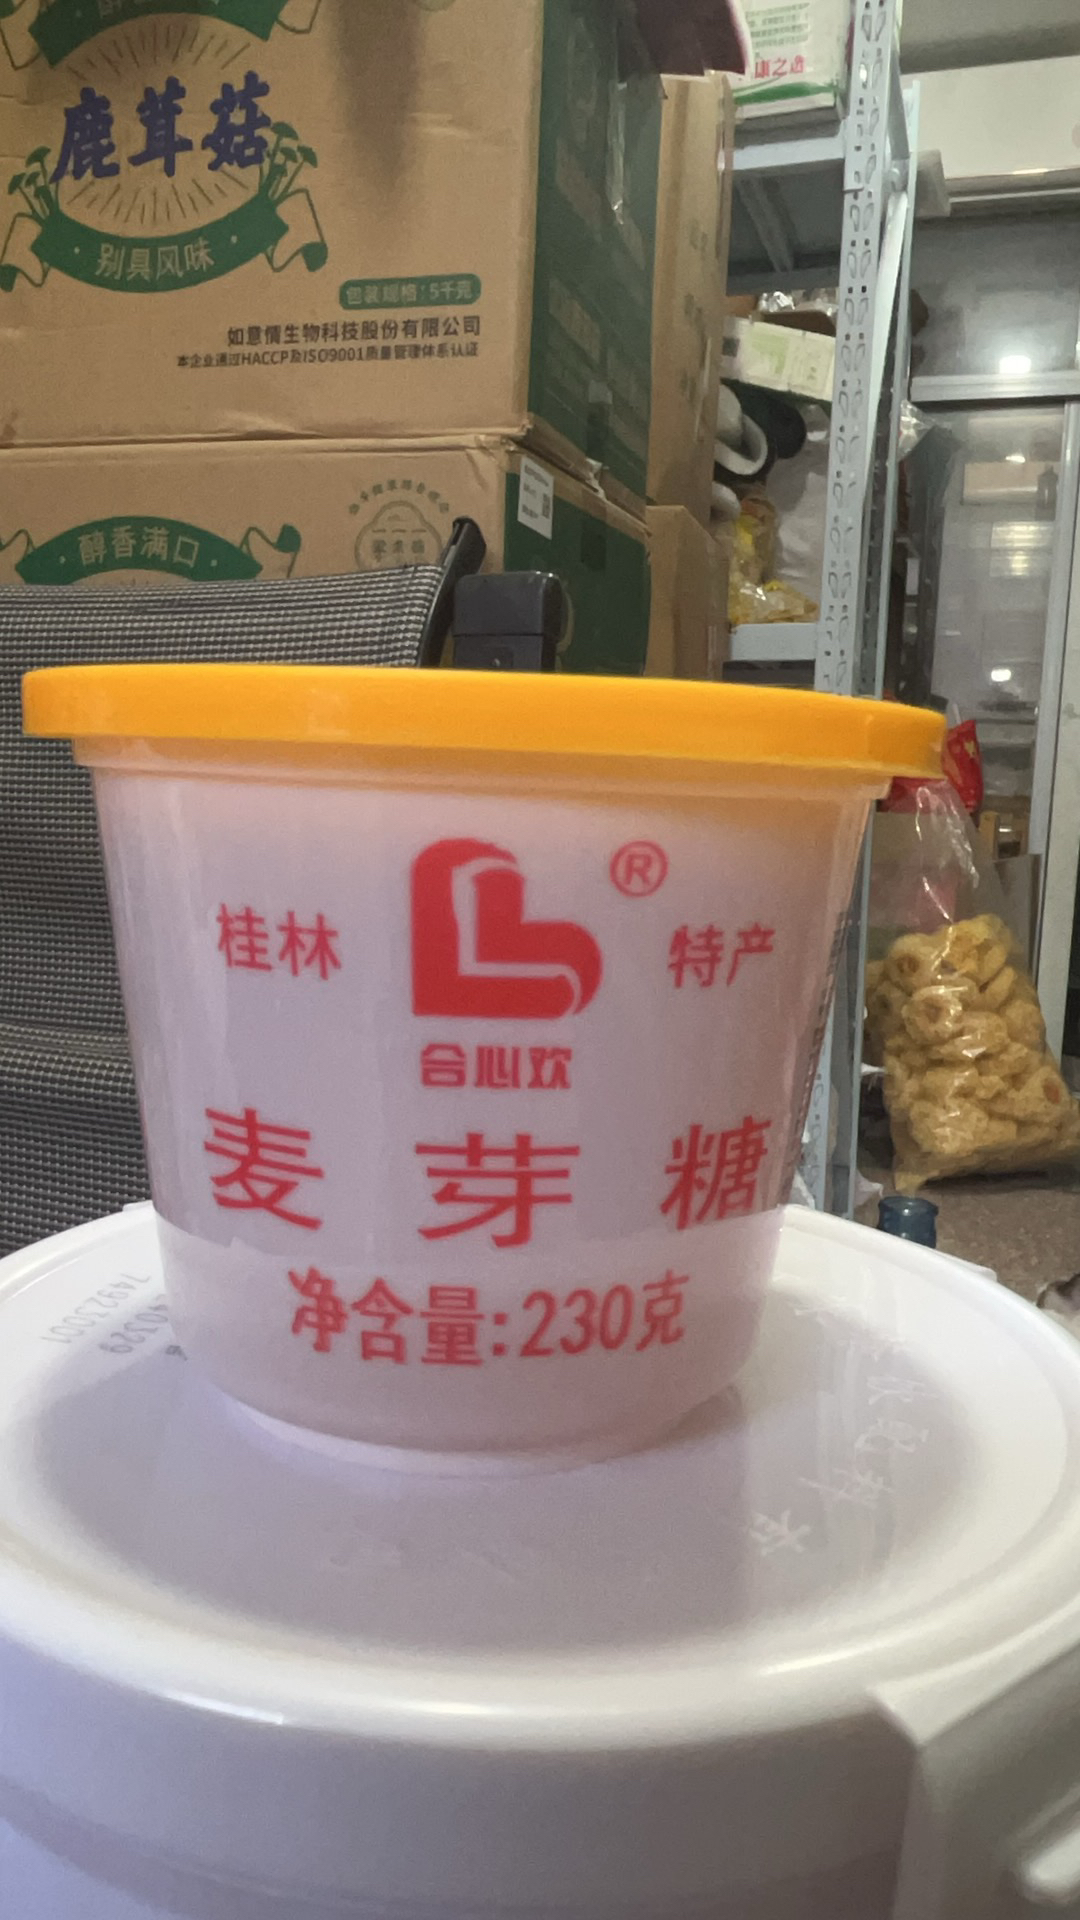 鹿茸菇
·别具风味·
包装规格：5千克
如意情生物科技股份有限公司
本企业通过HACCP及ISO9001质量管理体系认证
康之选
·醇香满口·
桂林
®
特产
合心欢
麦芽糖
净含量:230克